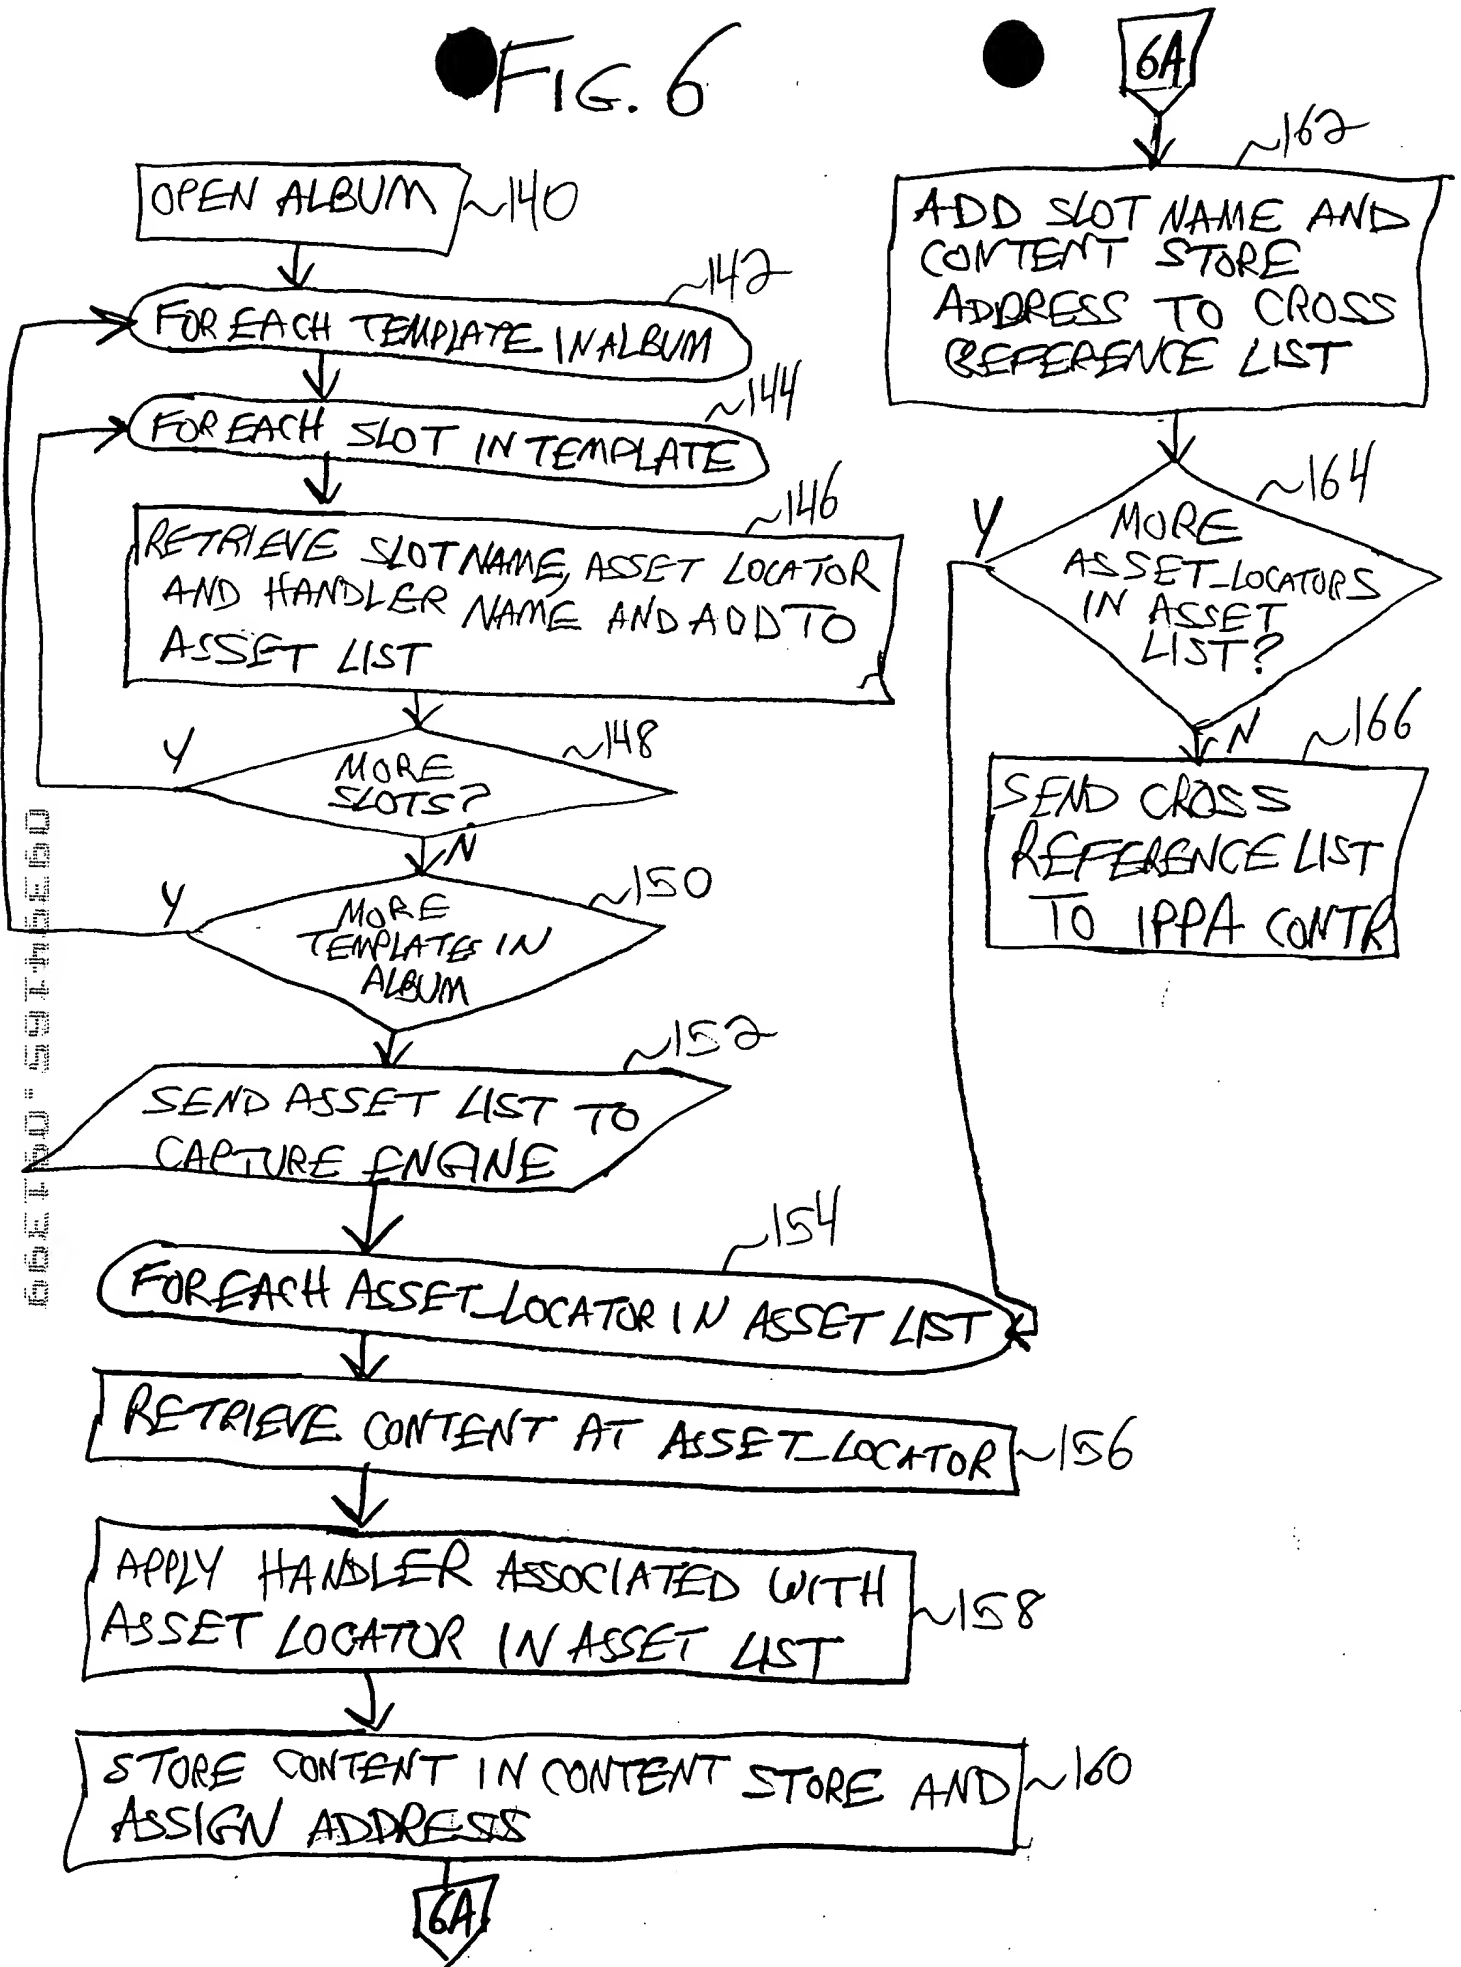 FIG. 6
OPEN ALBUM
140
142
FOR EACH TEMPLATE IN ALBUM
144
FOR EACH SLOT IN TEMPLATE
146
RETRIEVE SLOT NAME, ASSET LOCATOR
AND HANDLER NAME AND ADD TO
ASSET LIST
148
Y
MORE
SLOTS?
N
150
Y
MORE
TEMPLATES IN
ALBUM
152
SEND ASSET LIST TO
CAPTURE ENGINE
154
FOR EACH ASSET_LOCATOR IN ASSET LIST
RETRIEVE CONTENT AT ASSET_LOCATOR
156
APPLY HANDLER ASSOCIATED WITH
ASSET LOCATOR IN ASSET LIST
158
STORE CONTENT IN CONTENT STORE AND
ASSIGN ADDRESS
160
6A
6A
162
ADD SLOT NAME AND
CONTENT STORE
ADDRESS TO CROSS
REFERENCE LIST
164
Y
MORE
ASSET_LOCATORS
IN ASSET
LIST?
N
166
SEND CROSS
REFERENCE LIST
TO IPPA CONTR